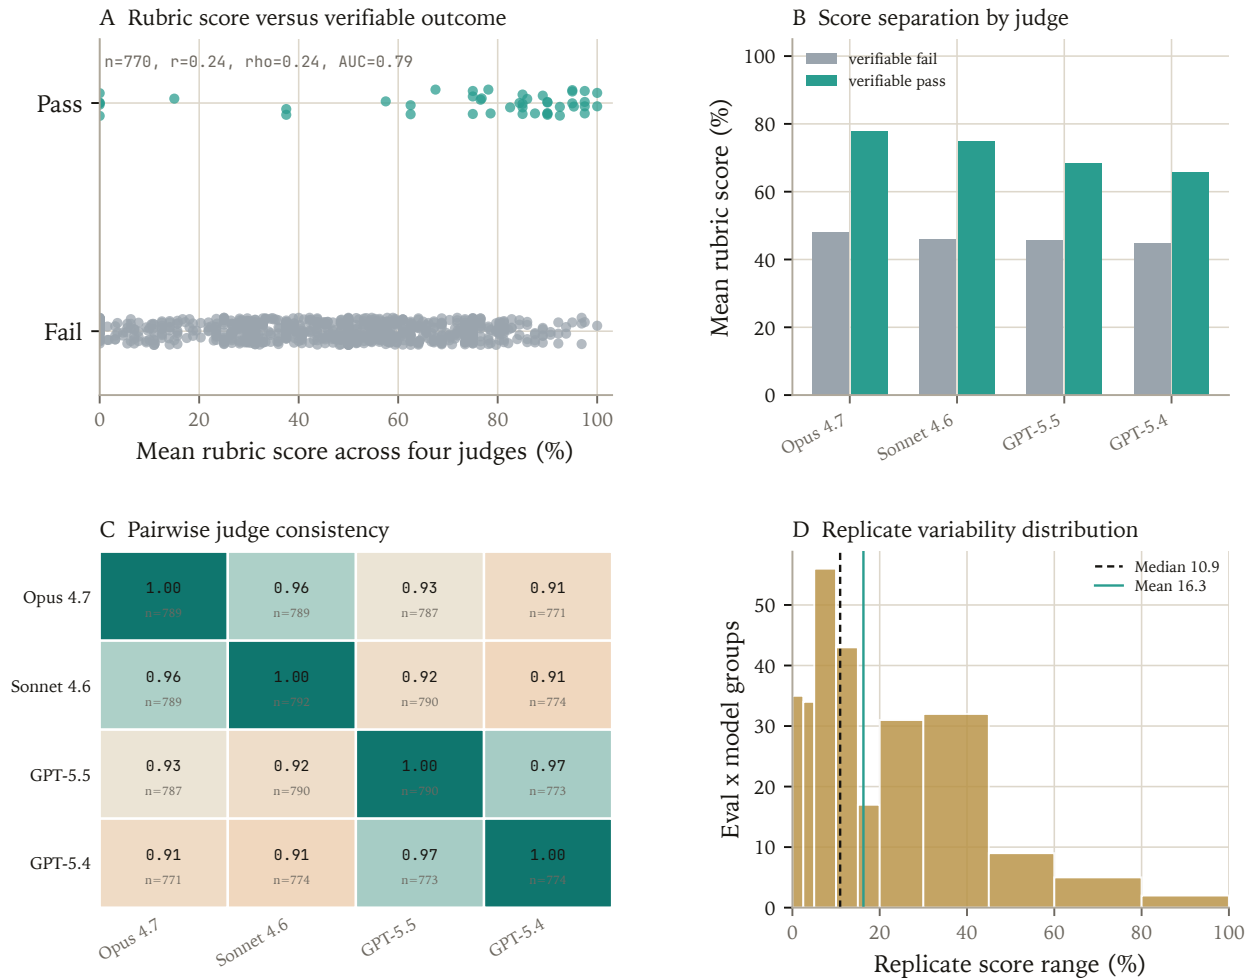 A Rubric score versus verifiable outcome
n=770, r=0.24, rho=0.24, AUC=0.79
Pass
Fail
0 20 40 60 80 100
Mean rubric score across four judges (%)
B Score separation by judge
verifiable fail
verifiable pass
Mean rubric score (%)
100
80
60
40
20
0
Opus 4.7 Sonnet 4.6 GPT-5.5 GPT-5.4
C Pairwise judge consistency
Opus 4.7 1.00 0.96 0.93 0.91
n=789 n=789 n=787 n=771
Sonnet 4.6 0.96 1.00 0.92 0.91
n=789 n=792 n=790 n=774
GPT-5.5 0.93 0.92 1.00 0.97
n=787 n=790 n=790 n=773
GPT-5.4 0.91 0.91 0.97 1.00
n=771 n=774 n=773 n=774
Opus 4.7 Sonnet 4.6 GPT-5.5 GPT-5.4
D Replicate variability distribution
Median 10.9
Mean 16.3
Eval x model groups
50
40
30
20
10
0
0 20 40 60 80 100
Replicate score range (%)